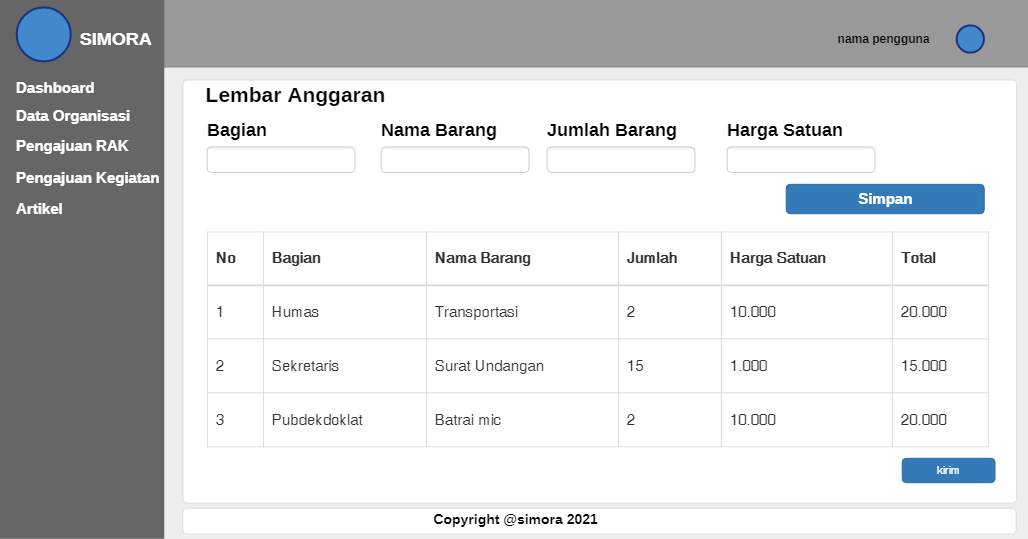 SIMORA
nama pengguna
Dashboard
Data Organisasi
Pengajuan RAK
Pengajuan Kegiatan
Artikel
Lembar Anggaran
Bagian Nama Barang Jumlah Barang Harga Satuan
Simpan
No Bagian Nama Barang Jumlah Harga Satuan Total
1 Humas Transportasi 2 10.000 20.000
2 Sekretaris Surat Undangan 15 1.000 15.000
3 Pubdekdoklat Batrai mic 2 10.000 20.000
kirim
Copyright @simora 2021